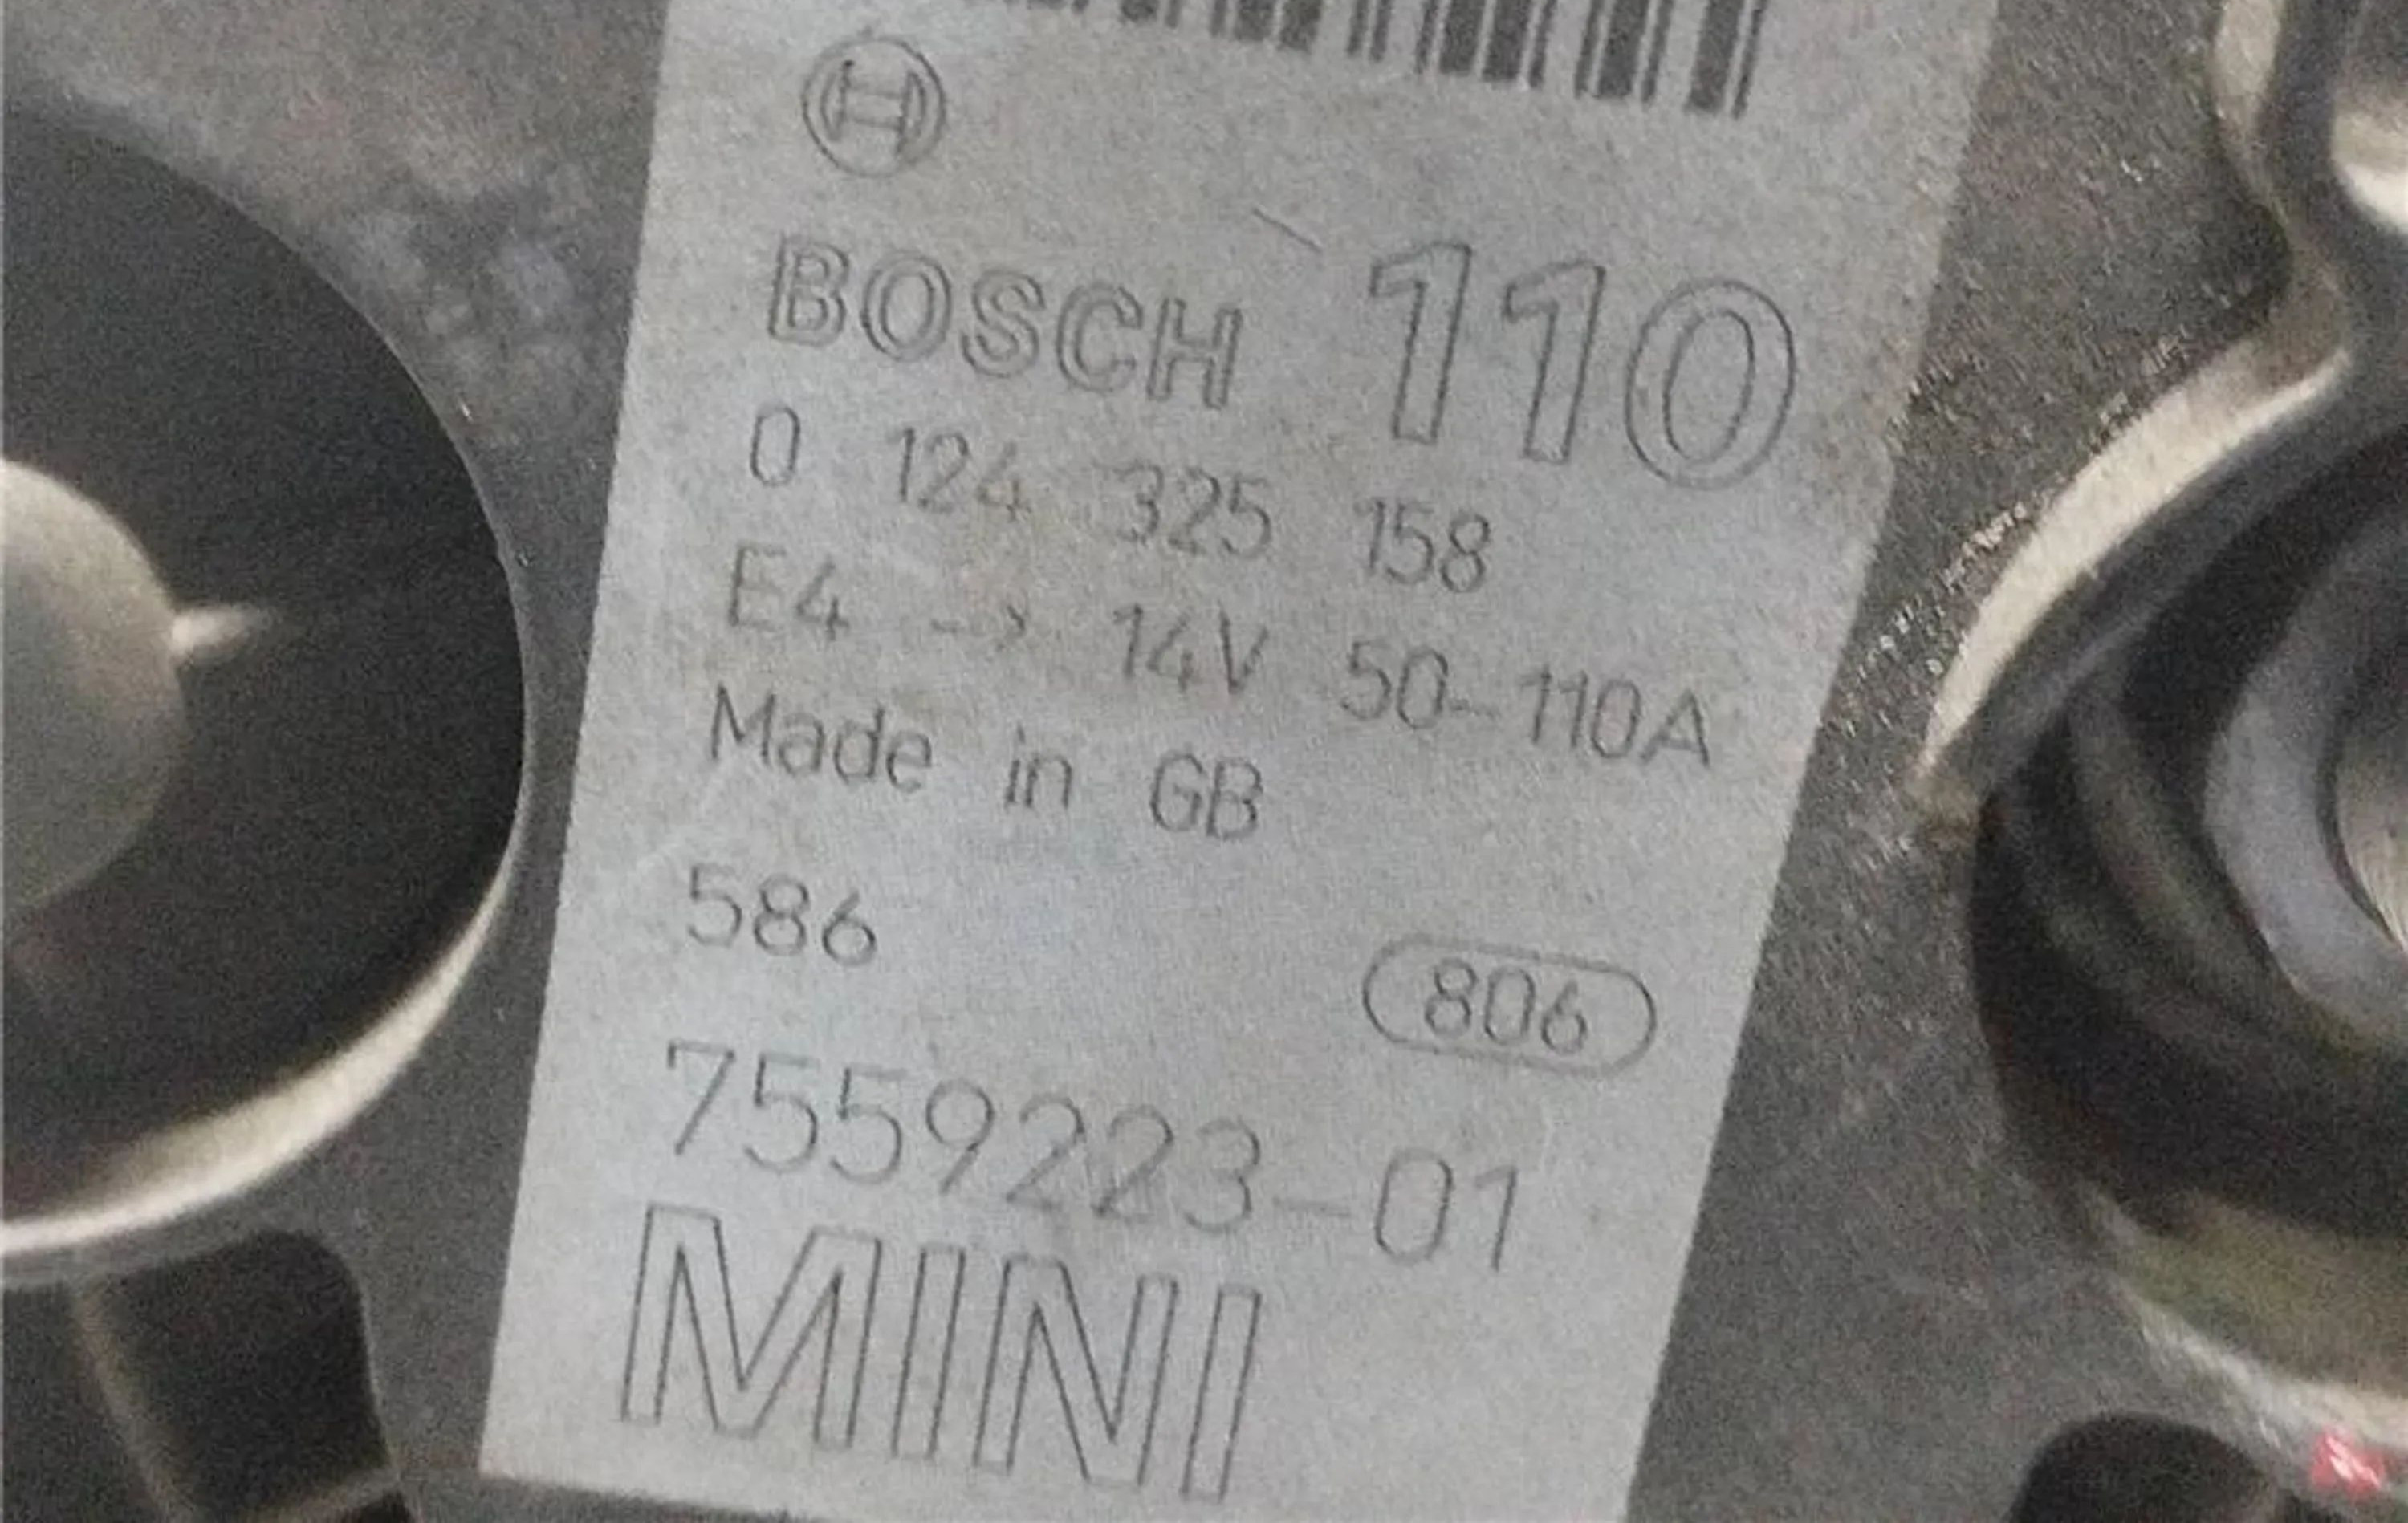 BOSCH 110
0 124 325 158
E4 -> 14V 50-110A
Made in GB
586 806
7559223-01
MINI